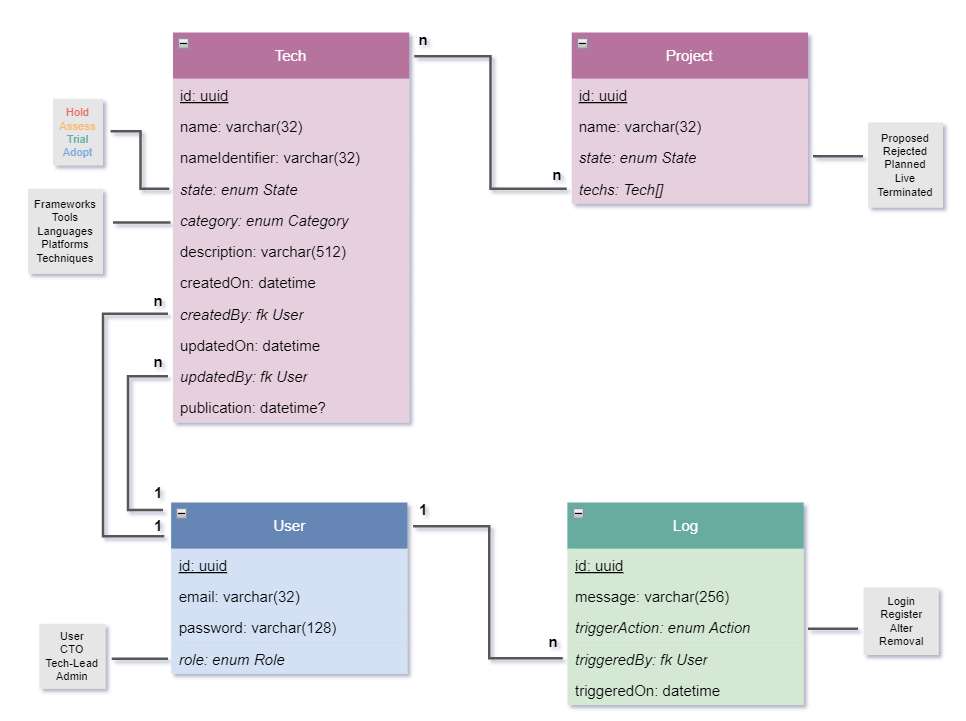 Tech
id: uuid
name: varchar(32)
nameIdentifier: varchar(32)
state: enum State
category: enum Category
description: varchar(512)
createdOn: datetime
createdBy: fk User
updatedOn: datetime
updatedBy: fk User
publication: datetime?
Hold
Assess
Trial
Adopt
Frameworks
Tools
Languages
Platforms
Techniques
n
n
n
n
Project
id: uuid
name: varchar(32)
state: enum State
techs: Tech[]
Proposed
Rejected
Planned
Live
Terminated
1
1
User
id: uuid
email: varchar(32)
password: varchar(128)
role: enum Role
User
CTO
Tech-Lead
Admin
1
n
Log
id: uuid
message: varchar(256)
triggerAction: enum Action
triggeredBy: fk User
triggeredOn: datetime
Login
Register
Alter
Removal